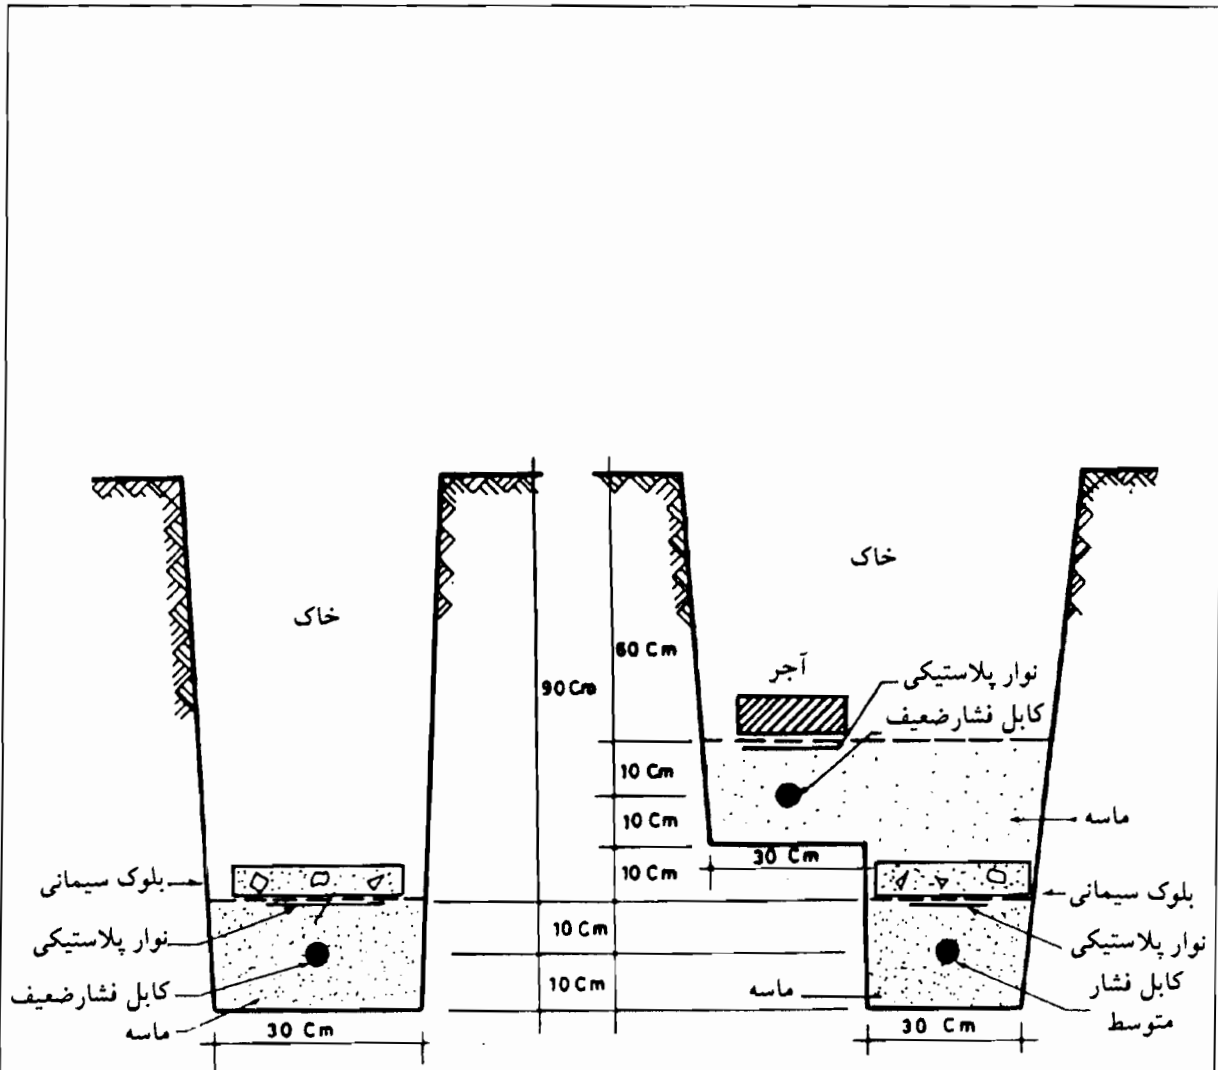 خاک
خاک
60 Cm
90 Cm
آجر
نوار پلاستیکی
کابل فشارضعیف
10 Cm
10 Cm
ماسه
30 Cm
10 Cm
بلوک سیمانی
بلوک سیمانی
نوار پلاستیکی
10 Cm
نوار پلاستیکی
کابل فشارضعیف
10 Cm
ماسه
کابل فشار
متوسط
ماسه
30 Cm
30 Cm